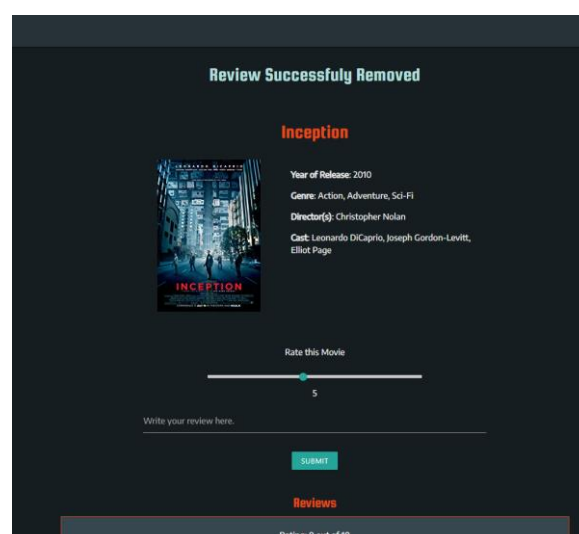 Review Successfuly Removed
Inception
Year of Release: 2010
Genre: Action, Adventure, Sci-Fi
Director(s): Christopher Nolan
Cast: Leonardo DiCaprio, Joseph Gordon-Levitt,
Elliot Page
INCEPTION
Rate this Movie
5
Write your review here.
SUBMIT
Reviews